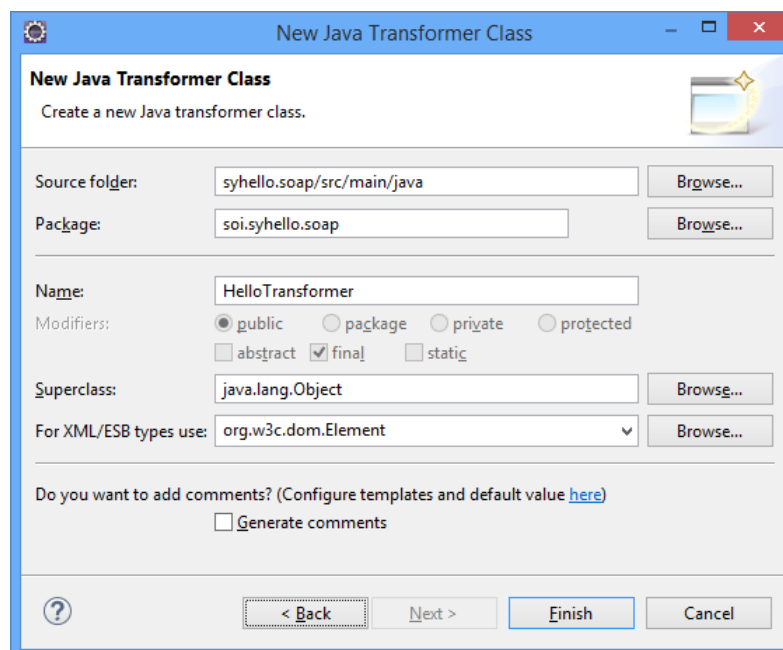 New Java Transformer Class
New Java Transformer Class
Create a new Java transformer class.
Source folder: syhello.soap/src/main/java Browse...
Package: soi.syhello.soap Browse...
Name: HelloTransformer
Modifiers: public package private protected
abstract final static
Superclass: java.lang.Object Browse...
For XML/ESB types use: org.w3c.dom.Element Browse...
Do you want to add comments? (Configure templates and default value here)
Generate comments
? < Back Next > Finish Cancel